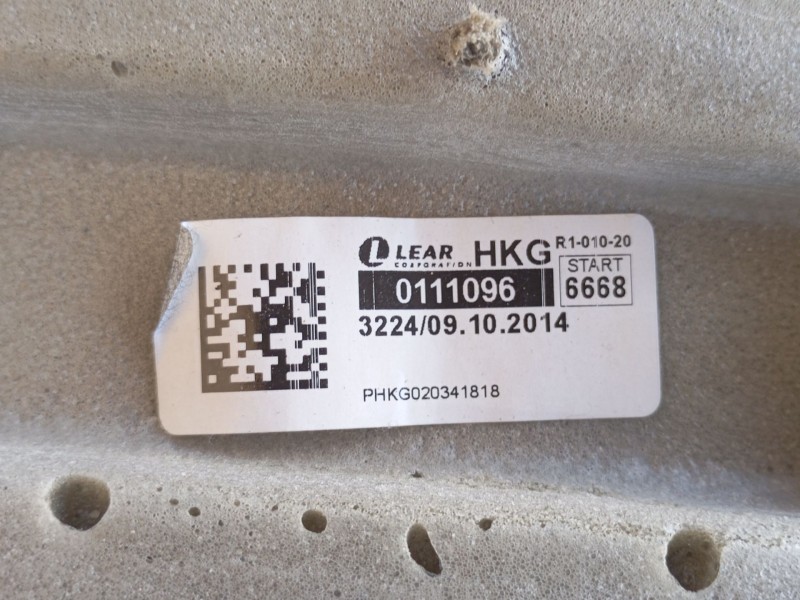 LEAR HKG R1-010-20
CORPORATION
START
0111096 6668
3224/09.10.2014
PHKG020341818